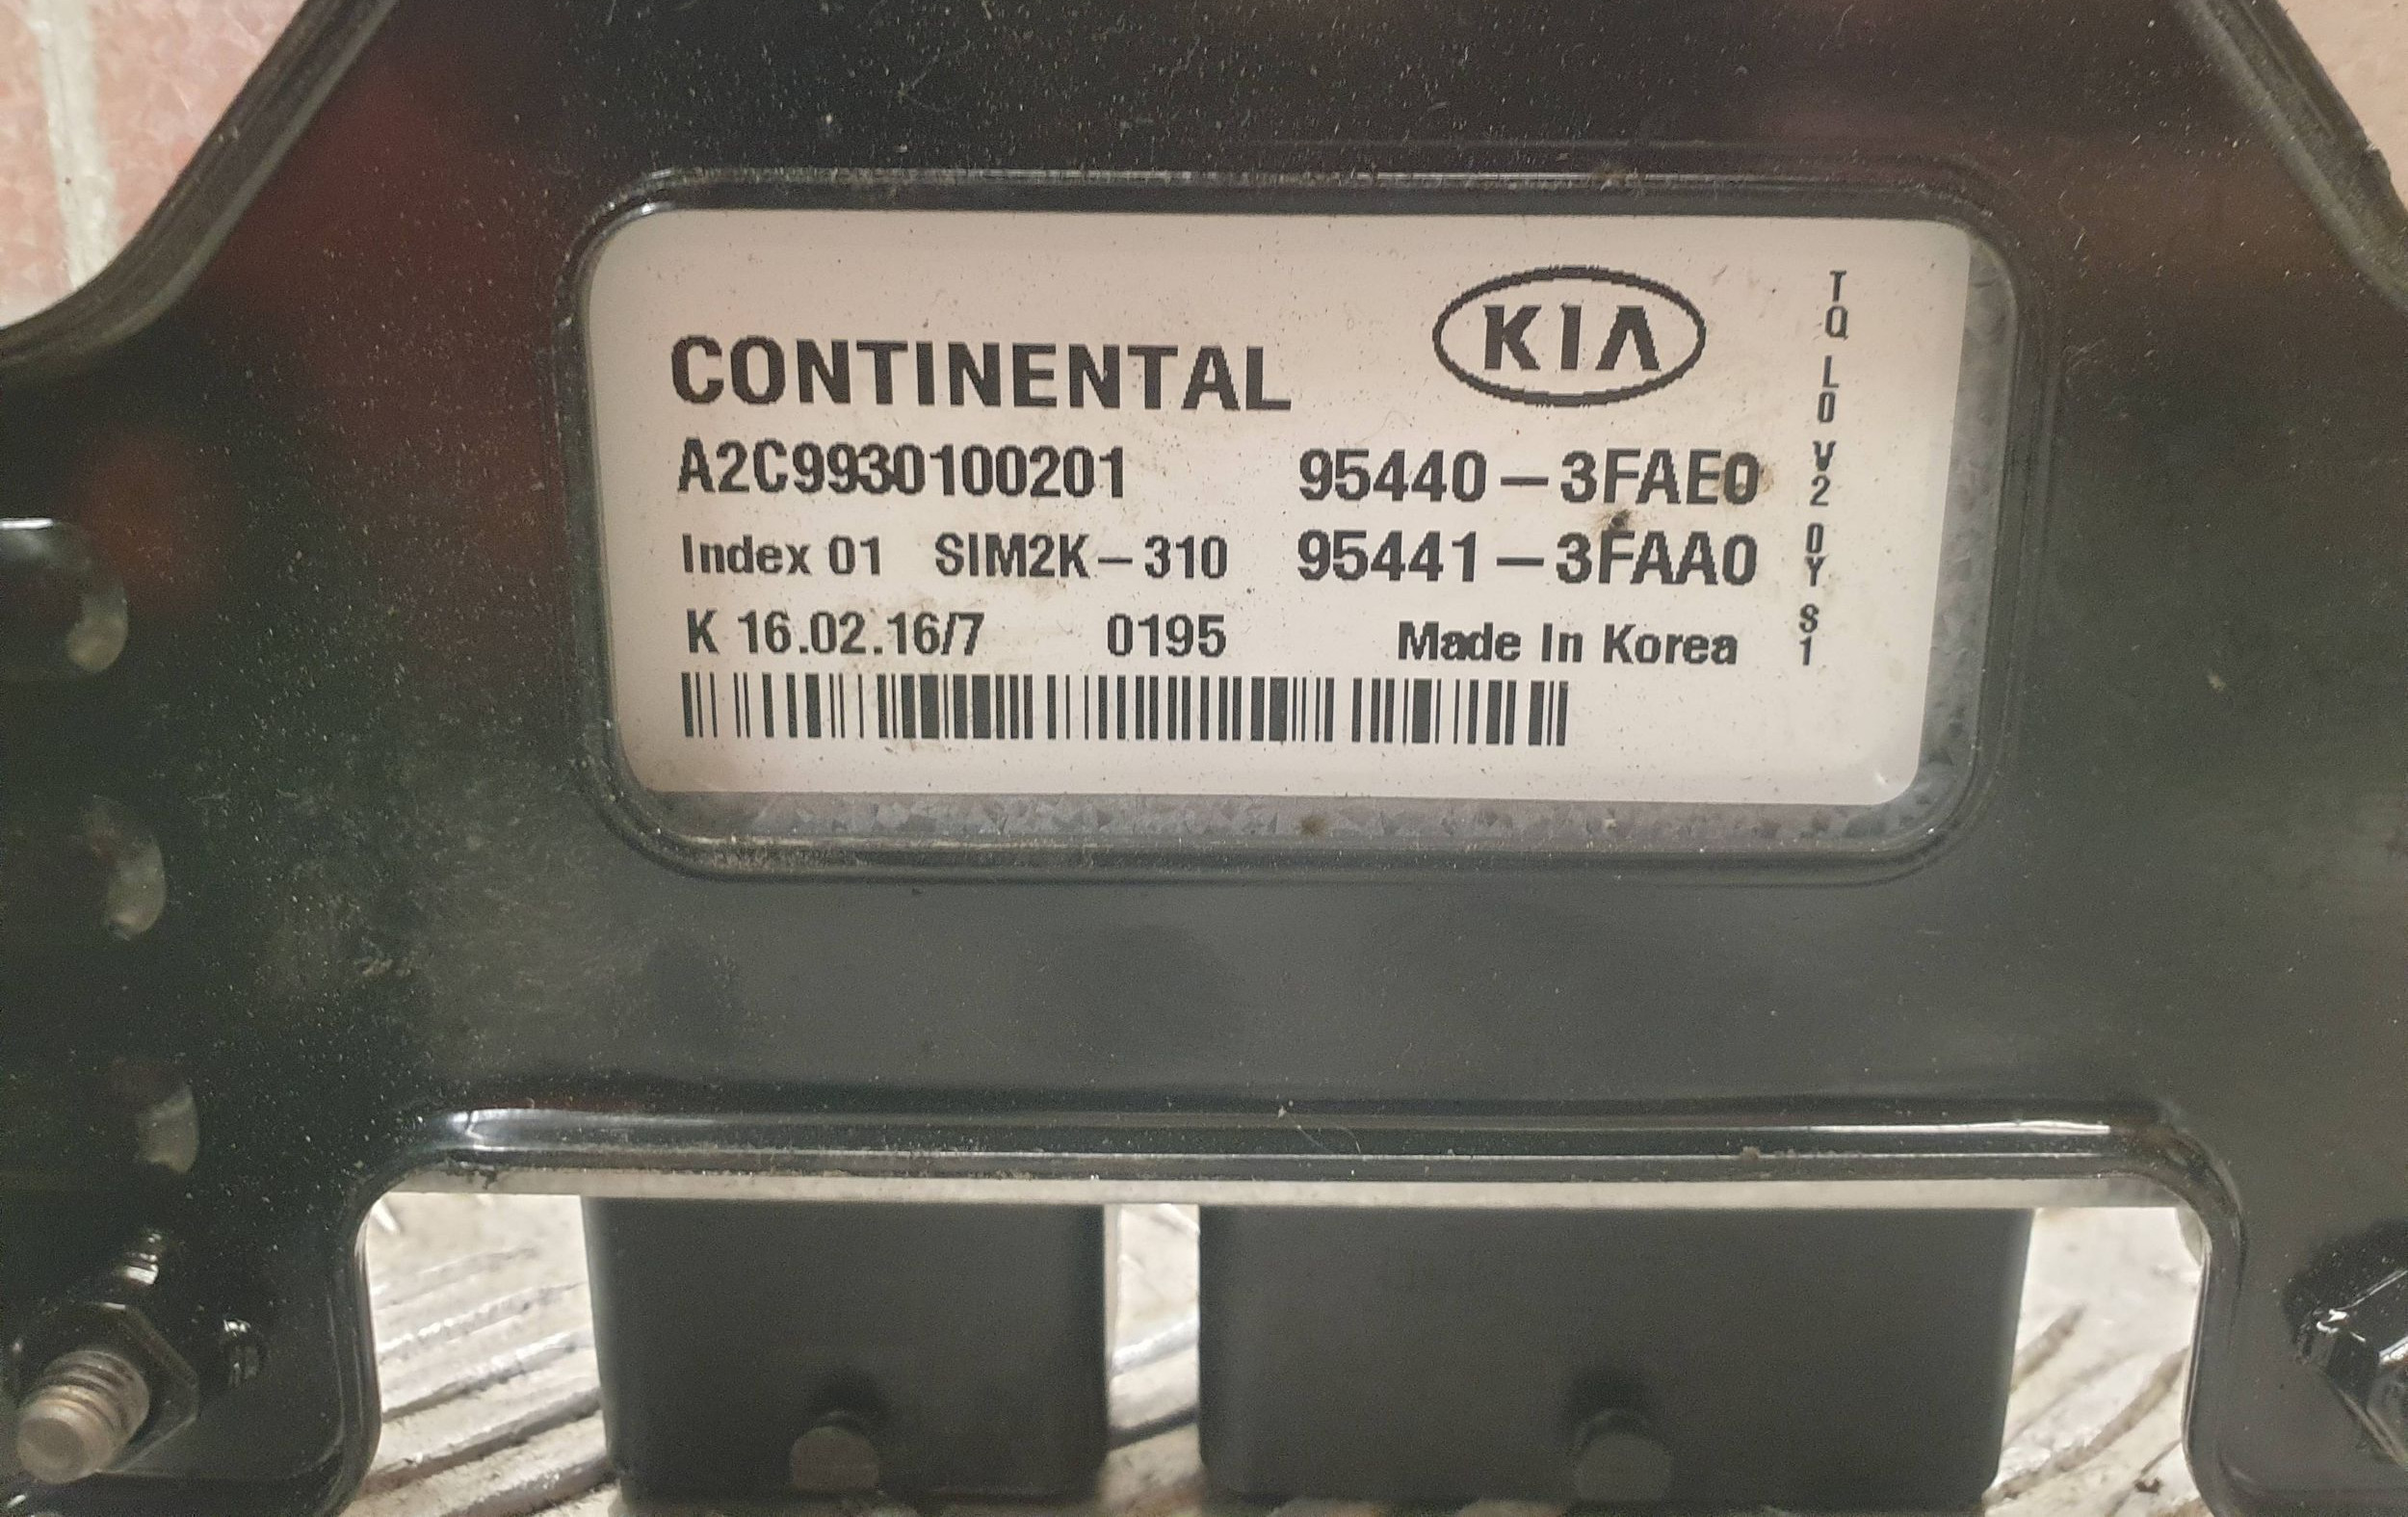 KIA
CONTINENTAL
A2C9930100201 95440-3FAE0
Index 01 SIM2K-310 95441-3FAA0
K 16.02.16/7 0195 Made In Korea
TQ L0 V2 0Y S1